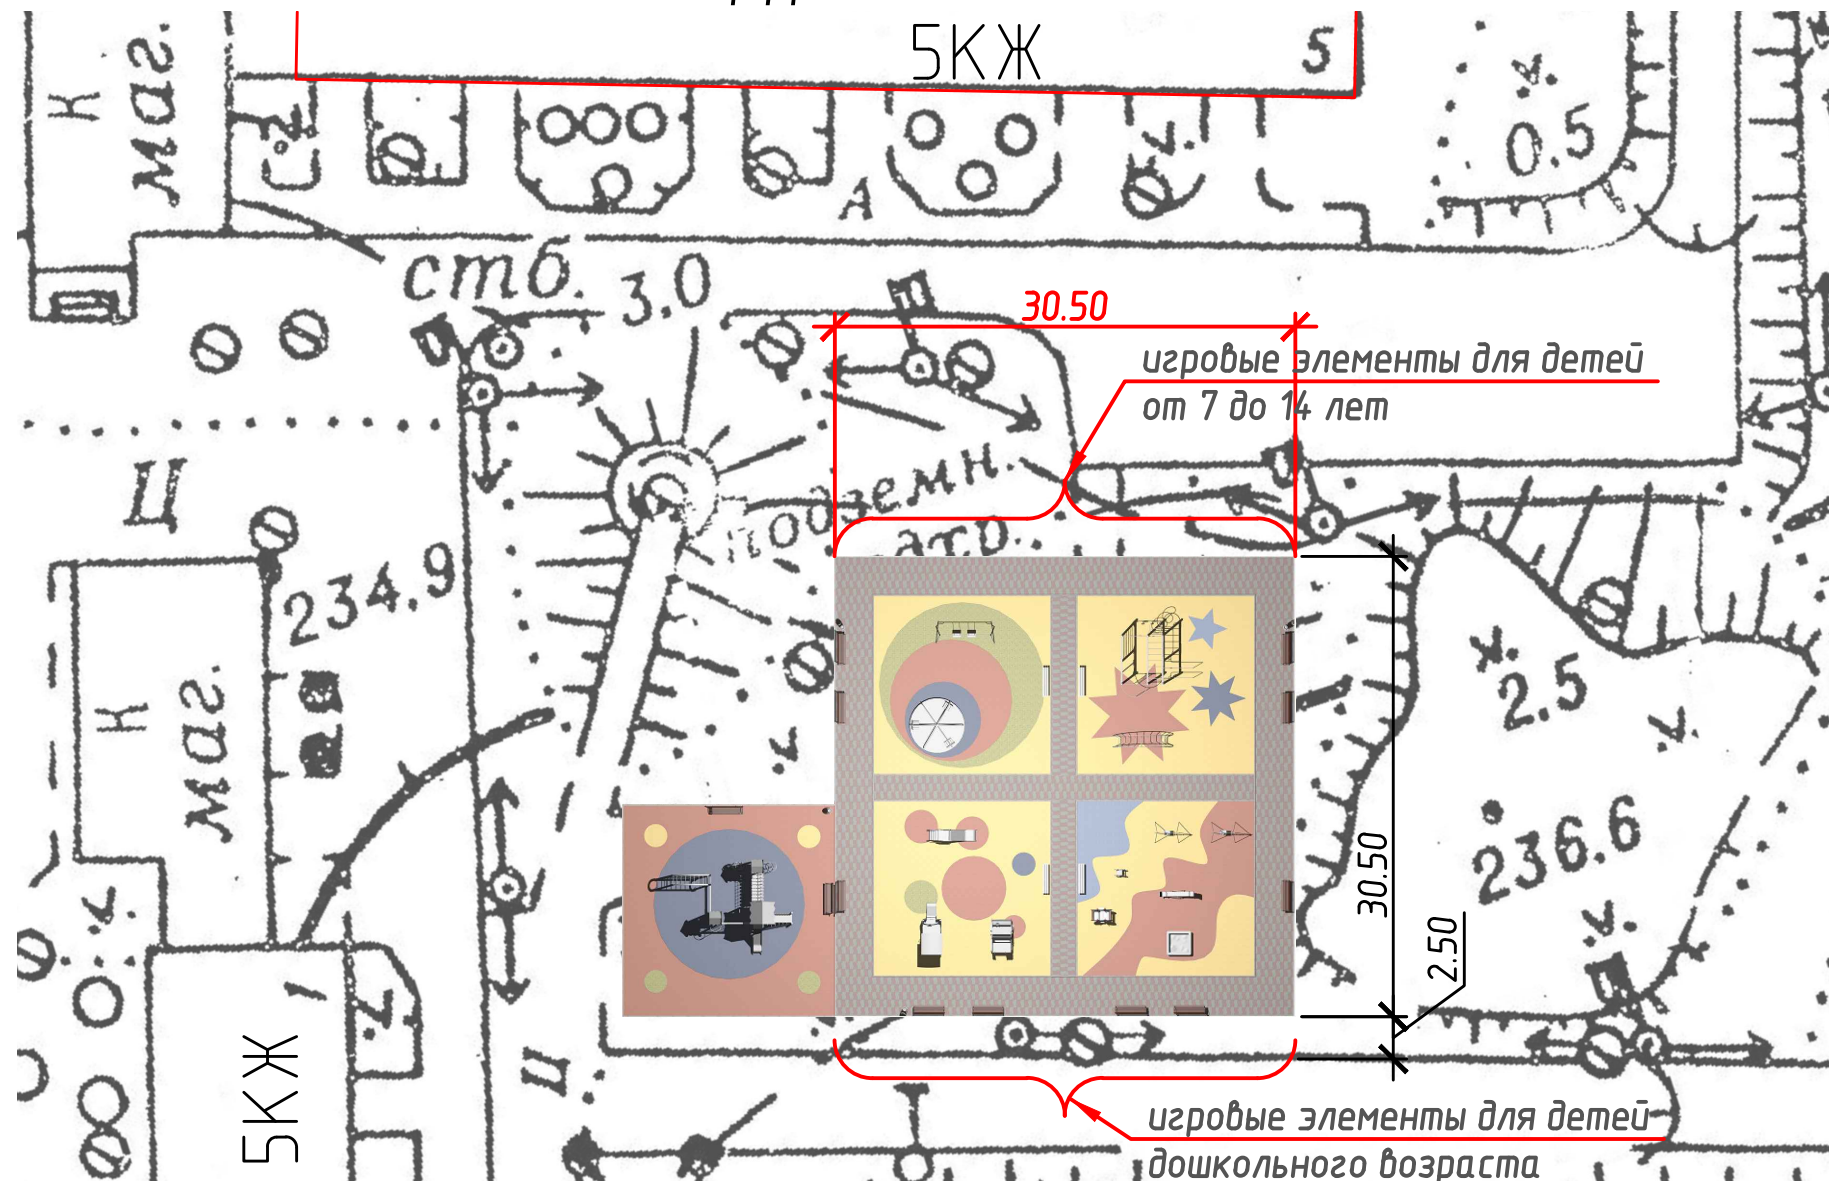 5КЖ
5
К
маг.
0.5
А
стб.
3.0
30.50
игровые элементы для детей
от 7 до 14 лет
подземн.
Ц
234.9
2.5
К
маг.
30.50
236.6
2.50
1
5КЖ
Ц
игровые элементы для детей
дошкольного возраста